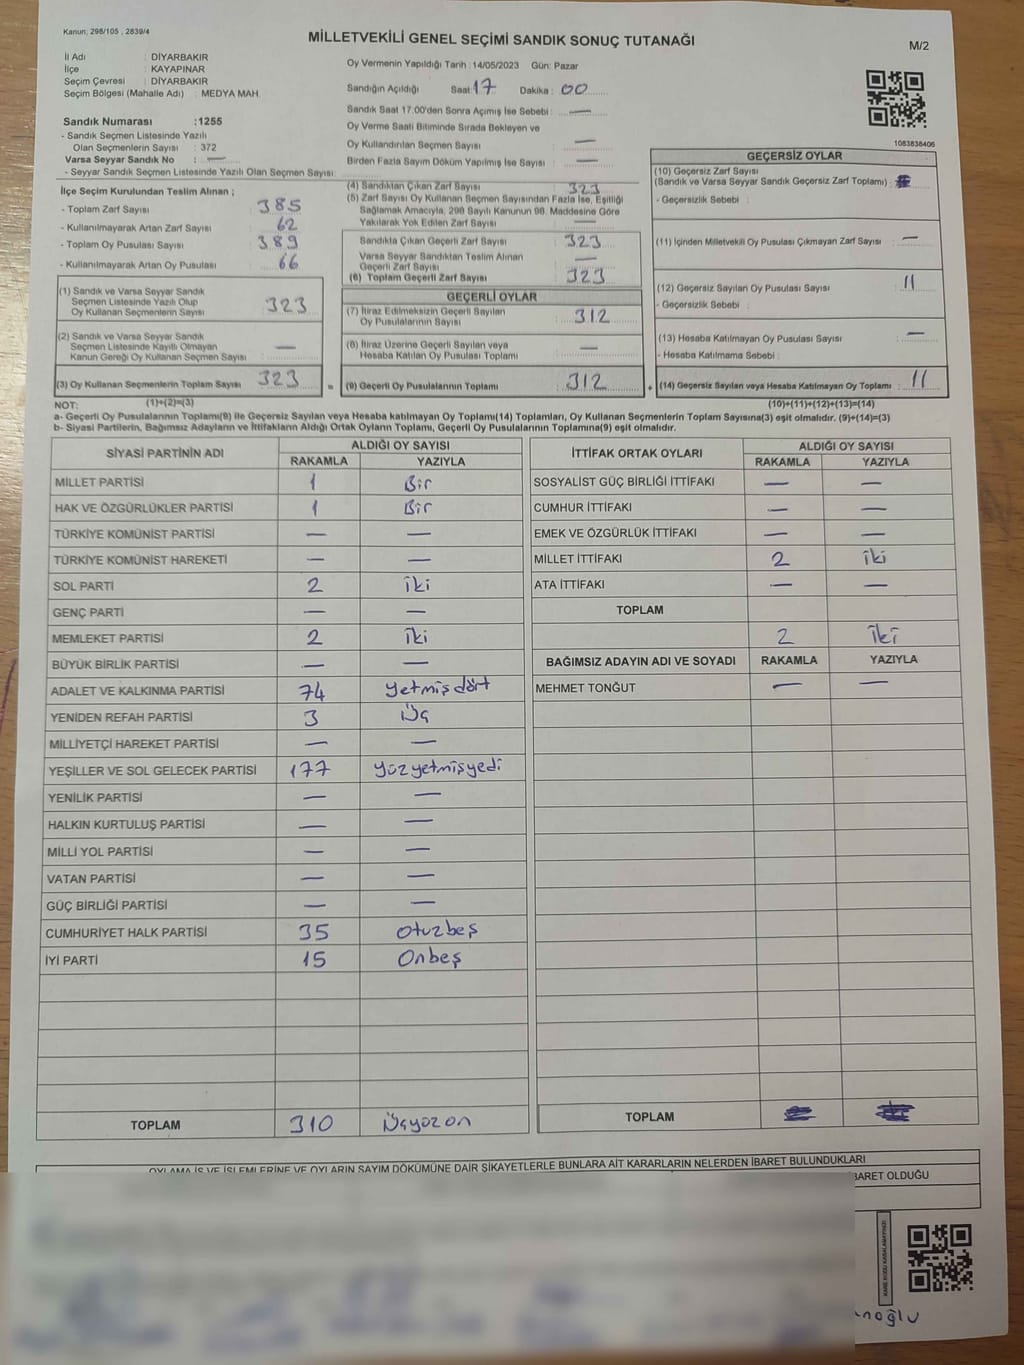 Kanun; 298/105 , 2839/4
MİLLETVEKİLİ GENEL SEÇİMİ SANDIK SONUÇ TUTANAĞI
M/2
İl Adı : DİYARBAKIR
İlçe : KAYAPINAR
Seçim Çevresi : DİYARBAKIR
Seçim Bölgesi (Mahalle Adı) : MEDYA MAH.
Oy Vermenin Yapıldığı Tarih :14/05/2023 Gün: Pazar
Sandığın Açıldığı Saat: 17 Dakika : 00
Sandık Saat 17:00'den Sonra Açılmış İse Sebebi : —
Oy Verme Saati Bitiminde Sırada Bekleyen ve
Oy Kullandırılan Seçmen Sayısı —
Birden Fazla Sayım Döküm Yapılmış İse Sayısı —
1083838406
Sandık Numarası :1255
- Sandık Seçmen Listesinde Yazılı
Olan Seçmenlerin Sayısı : 372
Varsa Seyyar Sandık No : —
- Seyyar Sandık Seçmen Listesinde Yazılı Olan Seçmen Sayısı:
İlçe Seçim Kurulundan Teslim Alınan ;
- Toplam Zarf Sayısı 385
- Kullanılmayarak Artan Zarf Sayısı 62
- Toplam Oy Pusulası Sayısı 389
- Kullanılmayarak Artan Oy Pusulası 66
(1) Sandık ve Varsa Seyyar Sandık
Seçmen Listesinde Yazılı Olup
Oy Kullanan Seçmenlerin Sayısı 323
(2) Sandık ve Varsa Seyyar Sandık
Seçmen Listesinde Kayıtlı Olmayan
Kanun Gereği Oy Kullanan Seçmen Sayısı —
(3) Oy Kullanan Seçmenlerin Toplam Sayısı 323 =
(1)+(2)=(3)
(4) Sandıktan Çıkan Zarf Sayısı 323
(5) Zarf Sayısı Oy Kullanan Seçmen Sayısından Fazla İse, Eşitliği
Sağlamak Amacıyla, 298 Sayılı Kanunun 98. Maddesine Göre
Yakılarak Yok Edilen Zarf Sayısı —
Sandıkla Çıkan Geçerli Zarf Sayısı 323
Varsa Seyyar Sandıktan Teslim Alınan
Geçerli Zarf Sayısı —
(6) Toplam Geçerli Zarf Sayısı 323
GEÇERLİ OYLAR
(7) İtiraz Edilmeksizin Geçerli Sayılan
Oy Pusulalarının Sayısı 312
(8) İtiraz Üzerine Geçerli Sayılan veya
Hesaba Katılan Oy Pusulası Toplamı —
(9) Geçerli Oy Pusulalarının Toplamı 312 +
GEÇERSİZ OYLAR
(10) Geçersiz Zarf Sayısı
(Sandık ve Varsa Seyyar Sandık Geçersiz Zarf Toplamı) :
- Geçersizlik Sebebi :
(11) İçinden Milletvekili Oy Pusulası Çıkmayan Zarf Sayısı —
(12) Geçersiz Sayılan Oy Pusulası Sayısı 11
- Geçersizlik Sebebi :
(13) Hesaba Katılmayan Oy Pusulası Sayısı —
- Hesaba Katılmama Sebebi :
(14) Geçersiz Sayılan veya Hesaba Katılmayan Oy Toplamı 11
(10)+(11)+(12)+(13)=(14)
NOT:
a- Geçerli Oy Pusulalarının Toplamı(9) ile Geçersiz Sayılan veya Hesaba katılmayan Oy Toplamı(14) Toplamları, Oy Kullanan Seçmenlerin Toplam Sayısına(3) eşit olmalıdır. (9)+(14)=(3)
b- Siyasi Partilerin, Bağımsız Adayların ve İttifakların Aldığı Ortak Oyların Toplamı, Geçerli Oy Pusulalarının Toplamına(9) eşit olmalıdır.
SİYASİ PARTİNİN ADI ALDIĞI OY SAYISI
RAKAMLA YAZIYLA
MİLLET PARTİSİ 1 Bir
HAK VE ÖZGÜRLÜKLER PARTİSİ 1 Bir
TÜRKİYE KOMÜNİST PARTİSİ — —
TÜRKİYE KOMÜNİST HAREKETİ — —
SOL PARTİ 2 İki
GENÇ PARTİ — —
MEMLEKET PARTİSİ 2 İki
BÜYÜK BİRLİK PARTİSİ — —
ADALET VE KALKINMA PARTİSİ 74 Yetmişdört
YENİDEN REFAH PARTİSİ 3 Üç
MİLLİYETÇİ HAREKET PARTİSİ — —
YEŞİLLER VE SOL GELECEK PARTİSİ 177 Yüzyetmişyedi
YENİLİK PARTİSİ — —
HALKIN KURTULUŞ PARTİSİ — —
MİLLİ YOL PARTİSİ — —
VATAN PARTİSİ — —
GÜÇ BİRLİĞİ PARTİSİ — —
CUMHURİYET HALK PARTİSİ 35 Otuzbeş
İYİ PARTİ 15 Onbeş
TOPLAM 310 Üçyüzon
İTTİFAK ORTAK OYLARI ALDIĞI OY SAYISI
RAKAMLA YAZIYLA
SOSYALİST GÜÇ BİRLİĞİ İTTİFAKI — —
CUMHUR İTTİFAKI — —
EMEK VE ÖZGÜRLÜK İTTİFAKI — —
MİLLET İTTİFAKI 2 İki
ATA İTTİFAKI — —
TOPLAM
2 İki
BAĞIMSIZ ADAYIN ADI VE SOYADI RAKAMLA YAZIYLA
MEHMET TONĞUT — —
TOPLAM
OYLAMA İŞ VE İŞLEMLERİNE VE OYLARIN SAYIM DÖKÜMÜNE DAİR ŞİKAYETLERLE BUNLARA AİT KARARLARIN NELERDEN İBARET BULUNDUKLARI
BARET OLDUĞU
noğlu